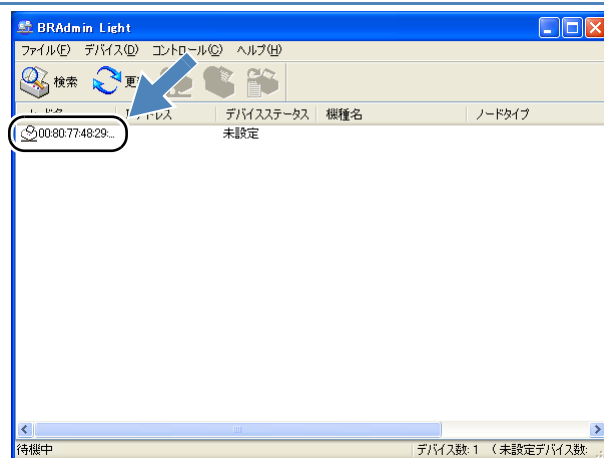 BRAdmin Light
ファイル(F) デバイス(D) コントロール(C) ヘルプ(H)
検索
デバイスステータス 機種名 ノードタイプ
00:80:77:48:29:... 未設定
待機中 デバイス数: 1 (未設定デバイス数: